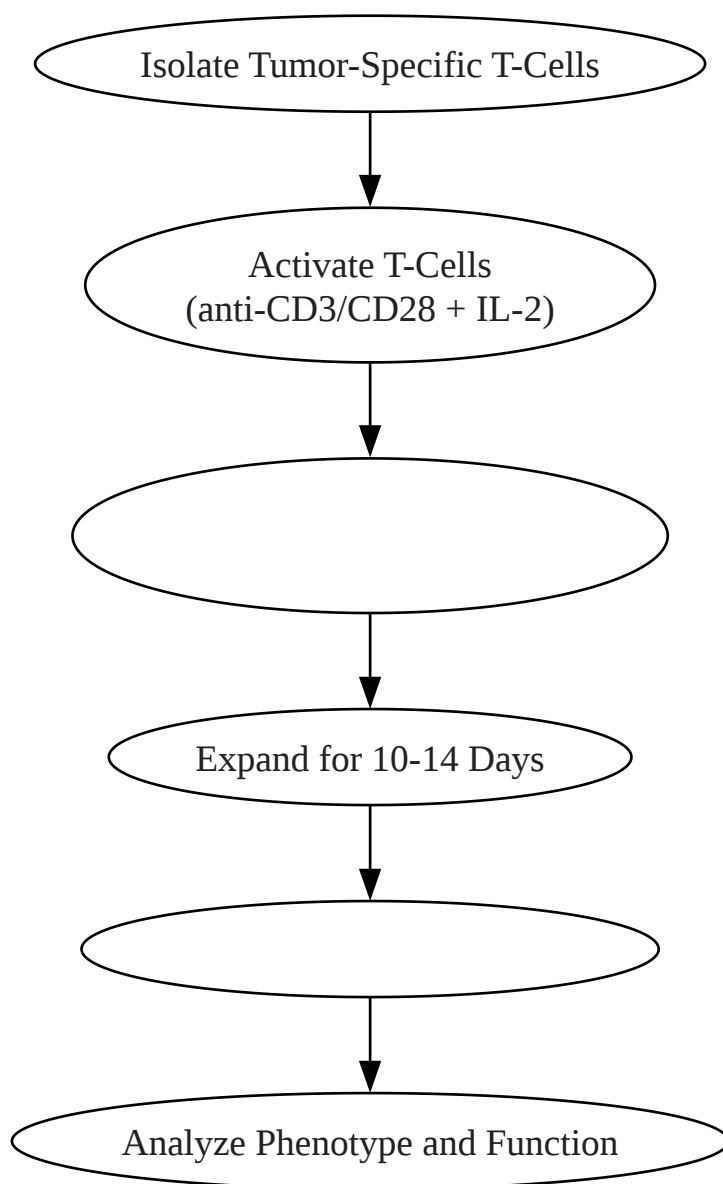 Isolate Tumor-Specific T-Cells
Activate T-Cells
(anti-CD3/CD28 + IL-2)
Expand for 10-14 Days
Analyze Phenotype and Function